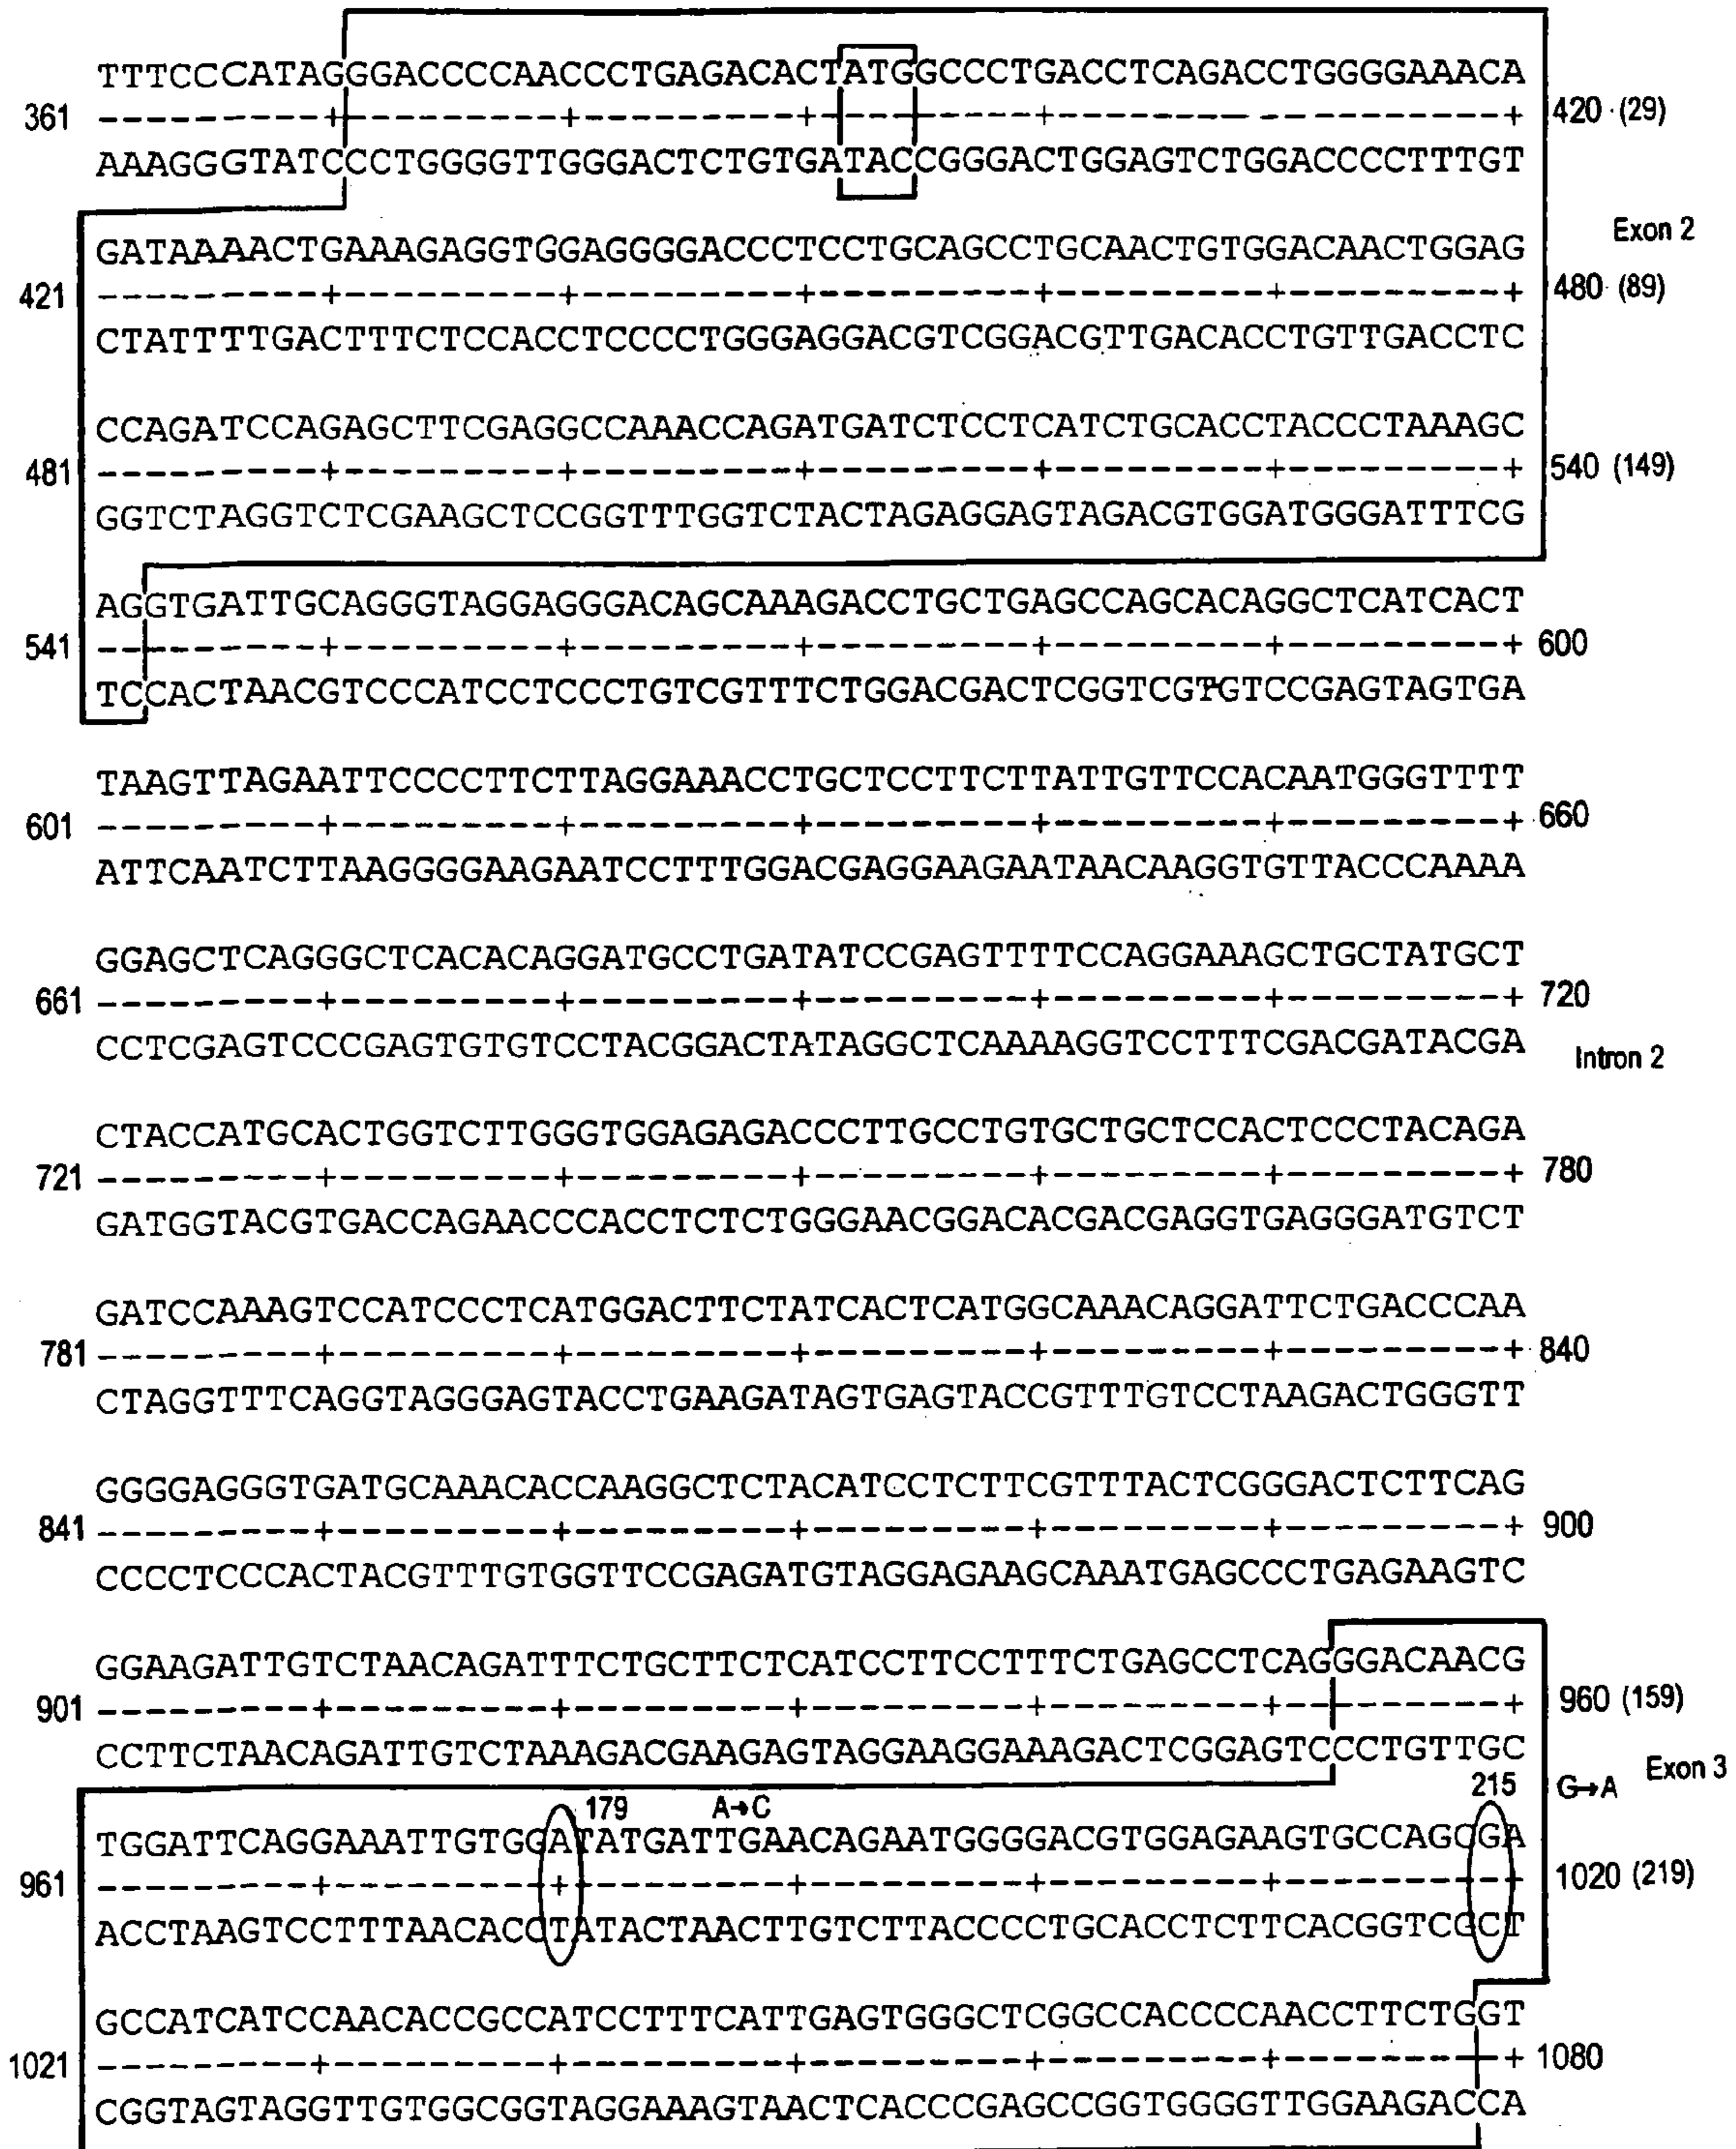 TTTCCCATAGGGACCCCAACCCTGAGACACTATGGCCCTGACCTCAGACCTGGGGAAACA
361 ---------+---------+---------+---------+---------+---------+ 420 (29)
AAAGGGTATCCCTGGGGTTGGGACTCTGTGATACCGGGACTGGAGTCTGGACCCCTTTGT
Exon 2
GATAAAACTGAAAGAGGTGGAGGGGACCCTCCTGCAGCCTGCAACTGTGGACAACTGGAG
421 ---------+---------+---------+---------+---------+---------+ 480 (89)
CTATTTTGACTTTCTCCACCTCCCCTGGGAGGACGTCGGACGTTGACACCTGTTGACCTC
CCAGATCCAGAGCTTCGAGGCCAAACCAGATGATCTCCTCATCTGCACCTACCCTAAAGC
481 ---------+---------+---------+---------+---------+---------+ 540 (149)
GGTCTAGGTCTCGAAGCTCCGGTTTGGTCTACTAGAGGAGTAGACGTGGATGGGATTTCG
AGGTGATTGCAGGGTAGGAGGGACAGCAAAGACCTGCTGAGCCAGCACAGGCTCATCACT
541 ---------+---------+---------+---------+---------+---------+ 600
TCCACTAACGTCCCATCCTCCCTGTCGTTTCTGGACGACTCGGTCGTGTCCGAGTAGTGA
TAAGTTAGAATTCCCCTTCTTAGGAAACCTGCTCCTTCTTATTGTTCCACAATGGGTTTT
601 ---------+---------+---------+---------+---------+---------+ 660
ATTCAATCTTAAGGGGAAGAATCCTTTGGACGAGGAAGAATAACAAGGTGTTACCCAAAA
GGAGCTCAGGGCTCACACAGGATGCCTGATATCCGAGTTTTCCAGGAAAGCTGCTATGCT
661 ---------+---------+---------+---------+---------+---------+ 720
CCTCGAGTCCCGAGTGTGTCCTACGGACTATAGGCTCAAAAGGTCCTTTCGACGATACGA
Intron 2
CTACCATGCACTGGTCTTGGGTGGAGAGACCCTTGCCTGTGCTGCTCCACTCCCTACAGA
721 ---------+---------+---------+---------+---------+---------+ 780
GATGGTACGTGACCAGAACCCACCTCTCTGGGAACGGACACGACGAGGTGAGGGATGTCT
GATCCAAAGTCCATCCCTCATGGACTTCTATCACTCATGGCAAACAGGATTCTGACCCAA
781 ---------+---------+---------+---------+---------+---------+ 840
CTAGGTTTCAGGTAGGGAGTACCTGAAGATAGTGAGTACCGTTTGTCCTAAGACTGGGTT
GGGGAGGGTGATGCAAACACCAAGGCTCTACATCCTCTTCGTTTACTCGGGACTCTTCAG
841 ---------+---------+---------+---------+---------+---------+ 900
CCCCTCCCACTACGTTTGTGGTTCCGAGATGTAGGAGAAGCAAATGAGCCCTGAGAAGTC
GGAAGATTGTCTAACAGATTTCTGCTTCTCATCCTTCCTTTCTGAGCCTCAGGGACAACG
901 ---------+---------+---------+---------+---------+---------+ 960 (159)
CCTTCTAACAGATTGTCTAAAGACGAAGAGTAGGAAGGAAAGACTCGGAGTCCCTGTTGC
Exon 3
179 A→C 215 G→A
TGGATTCAGGAAATTGTGGATATGATTGAACAGAATGGGGACGTGGAGAAGTGCCAGCGA
961 ---------+---------+---------+---------+---------+---------+ 1020 (219)
ACCTAAGTCCTTTAACACCTATACTAACTTGTCTTACCCCTGCACCTCTTCACGGTCGCT
GCCATCATCCAACACCGCCATCCTTTCATTGAGTGGGCTCGGCCACCCCAACCTTCTGGT
1021 ---------+---------+---------+---------+---------+---------+ 1080
CGGTAGTAGGTTGTGGCGGTAGGAAAGTAACTCACCCGAGCCGGTGGGGTTGGAAGACCA